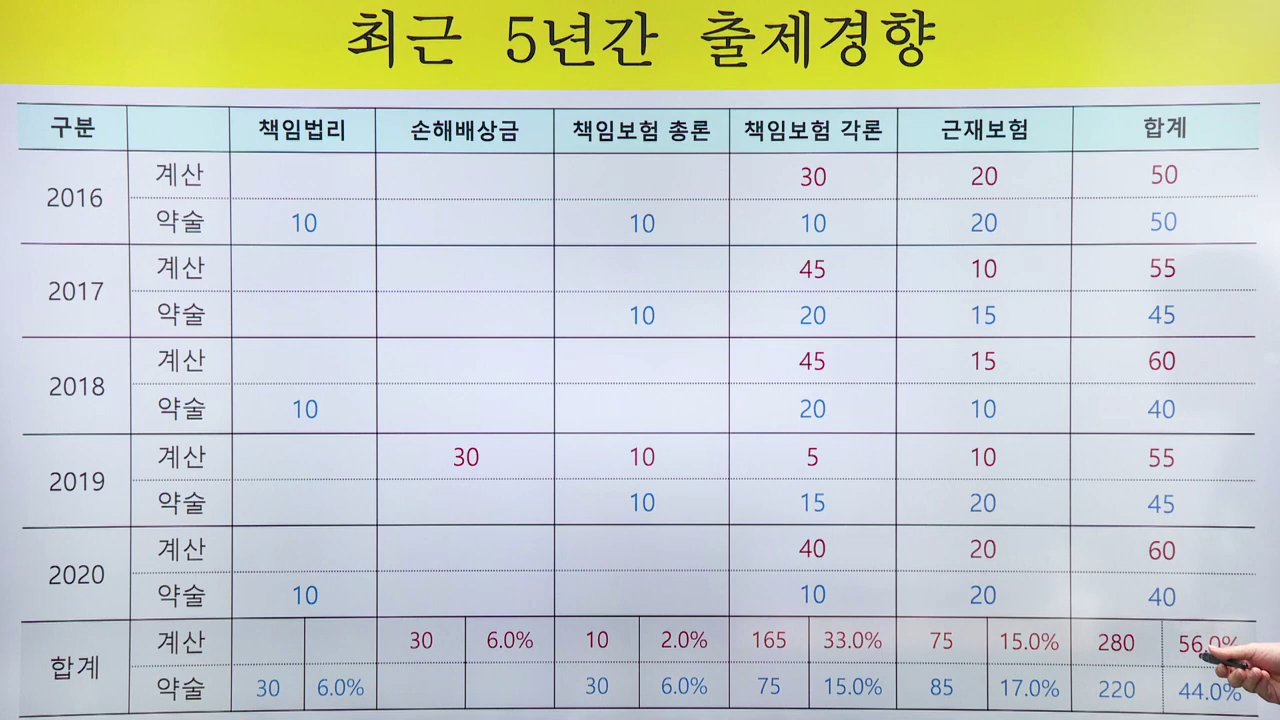 최근 5년간 출제경향
구분 책임법리 손해배상금 책임보험 총론 책임보험 각론 근재보험 합계
2016
계산 30 20 50
약술 10 10 10 20 50
2017
계산 45 10 55
약술 10 20 15 45
2018
계산 45 15 60
약술 10 20 10 40
2019
계산 30 10 5 10 55
약술 10 15 20 45
2020
계산 40 20 60
약술 10 10 20 40
합계
계산 30 6.0% 10 2.0% 165 33.0% 75 15.0% 280 56.0%
약술 30 6.0% 30 6.0% 75 15.0% 85 17.0% 220 44.0%